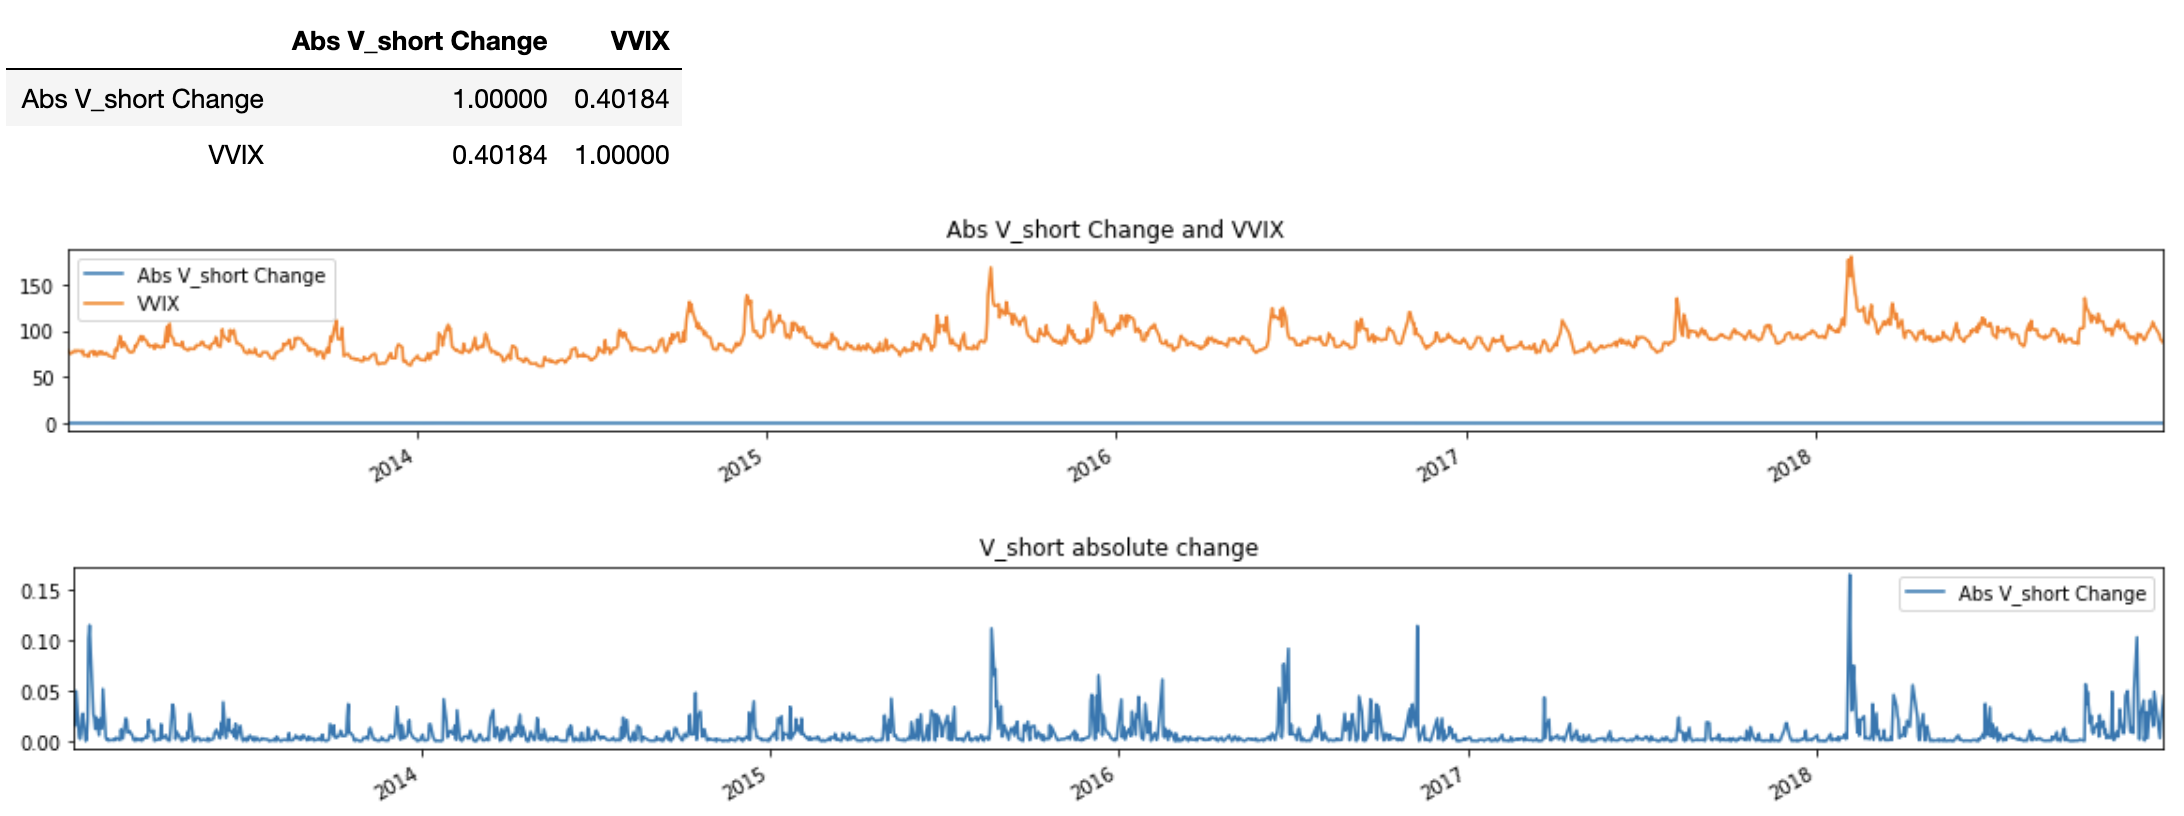 Abs V_short Change VVIX
Abs V_short Change 1.00000 0.40184
VVIX 0.40184 1.00000
Abs V_short Change and VVIX
Abs V_short Change
VVIX
150
100
50
0
2014 2015 2016 2017 2018
V_short absolute change
Abs V_short Change
0.15
0.10
0.05
0.00
2014 2015 2016 2017 2018